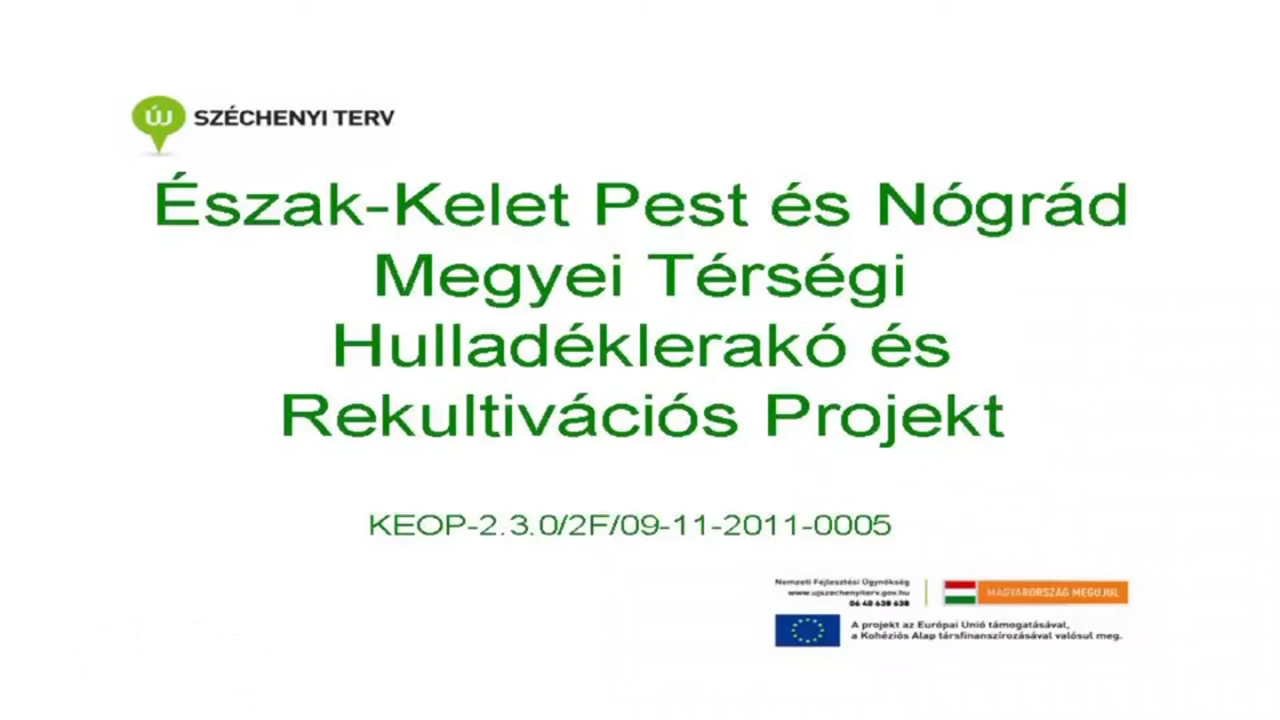 ÚJ SZÉCHENYI TERV
Észak-Kelet Pest és Nógrád
Megyei Térségi
Hulladéklerakó és
Rekultivációs Projekt
KEOP-2.3.0/2F/09-11-2011-0005
Nemzeti Fejlesztési Ügynökség
www.ujszechenyiterv.gov.hu
06 40 638 638
MAGYARORSZÁG MEGÚJUL
A projekt az Európai Unió támogatásával,
a Kohéziós Alap társfinanszírozásával valósul meg.